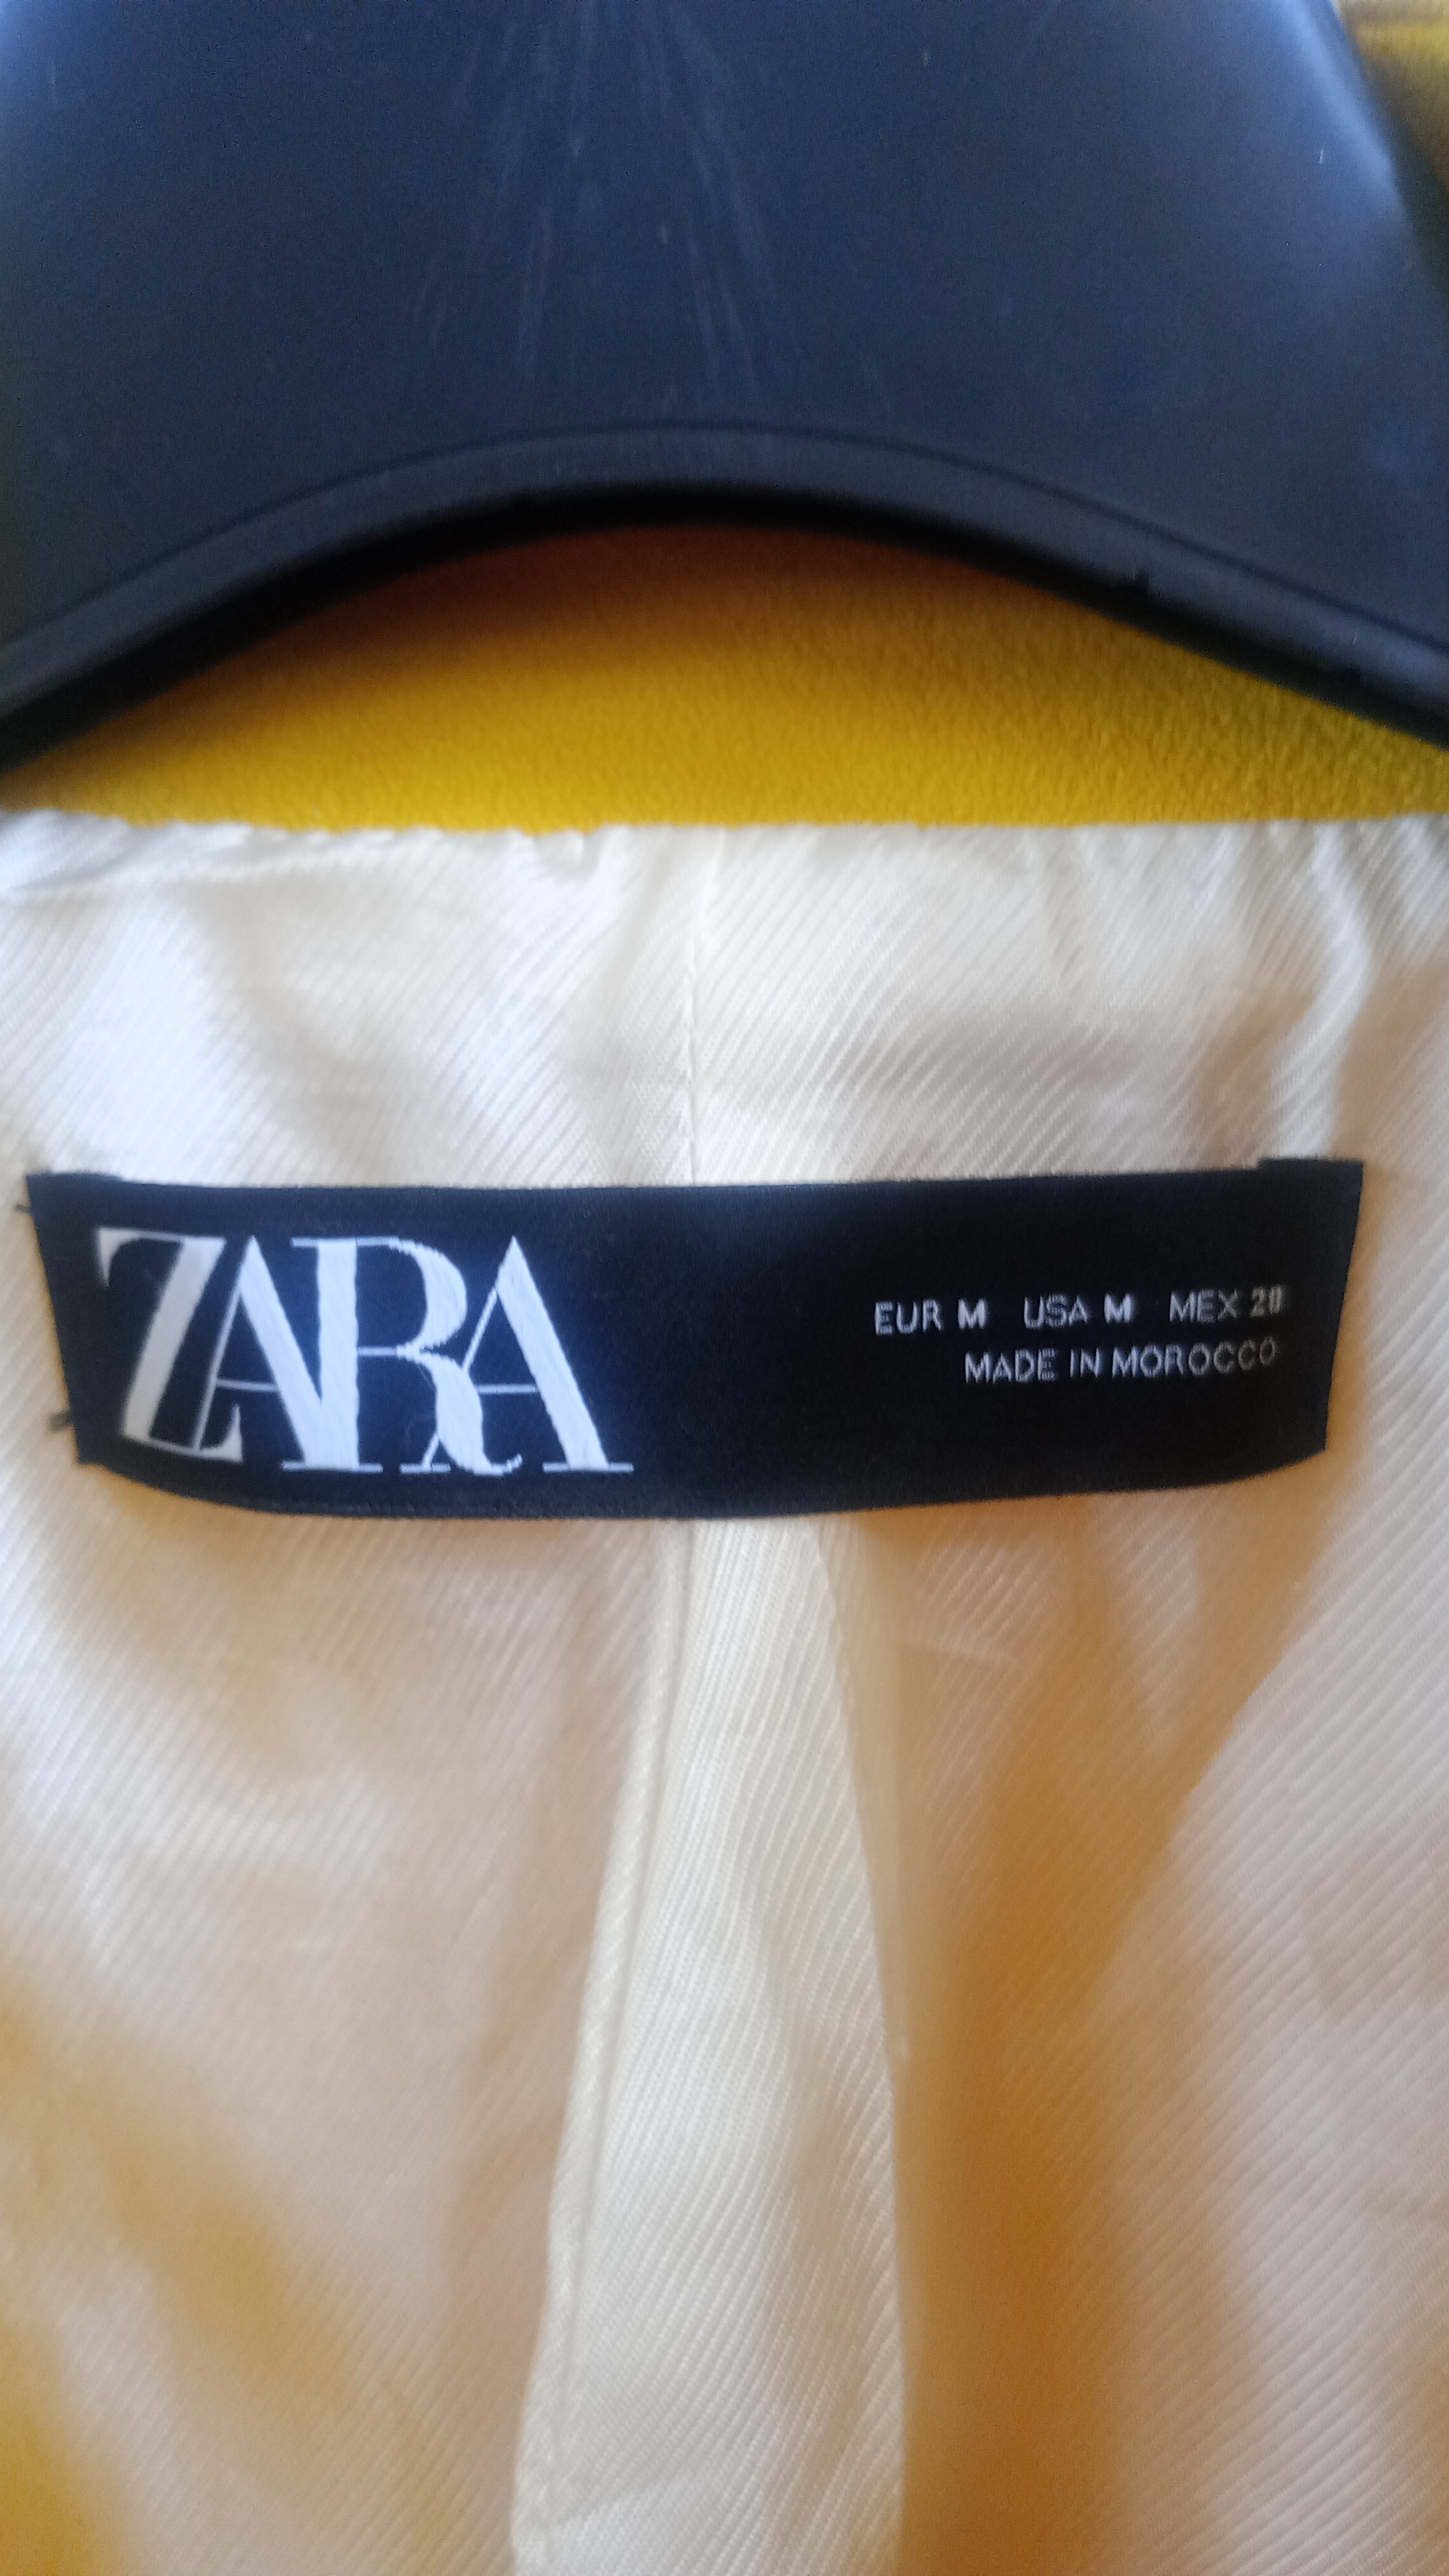 ZARA
EUR M USA M MEX 28
MADE IN MOROCCO